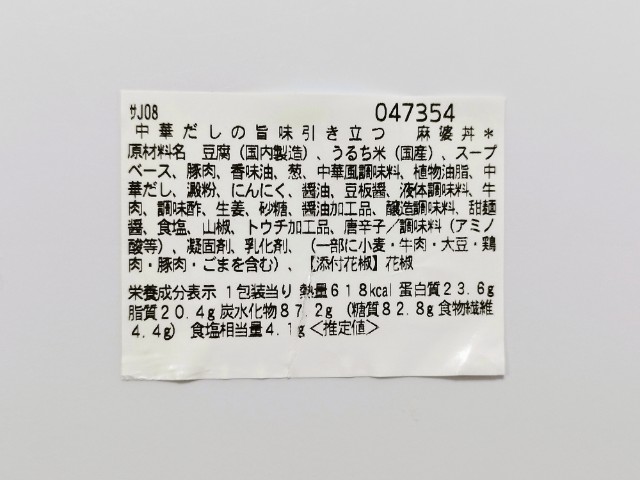 ｻJ08 047354
中華だしの旨味引き立つ 麻婆丼＊
原材料名 豆腐（国内製造）、うるち米（国産）、スープ
ベース、豚肉、香味油、葱、中華風調味料、植物油脂、中
華だし、澱粉、にんにく、醬油、豆板醬、液体調味料、牛
肉、調味酢、生姜、砂糖、醬油加工品、醸造調味料、甜麺
醬、食塩、山椒、トウチ加工品、唐辛子／調味料（アミノ
酸等）、凝固剤、乳化剤、（一部に小麦・牛肉・大豆・鶏
肉・豚肉・ごまを含む）、【添付花椒】花椒
栄養成分表示 １包装当り 熱量６１８kcal 蛋白質２３.６g
脂質２０.４g 炭水化物８７.２g（糖質８２.８g 食物繊維
４.４g） 食塩相当量４.１g＜推定値＞